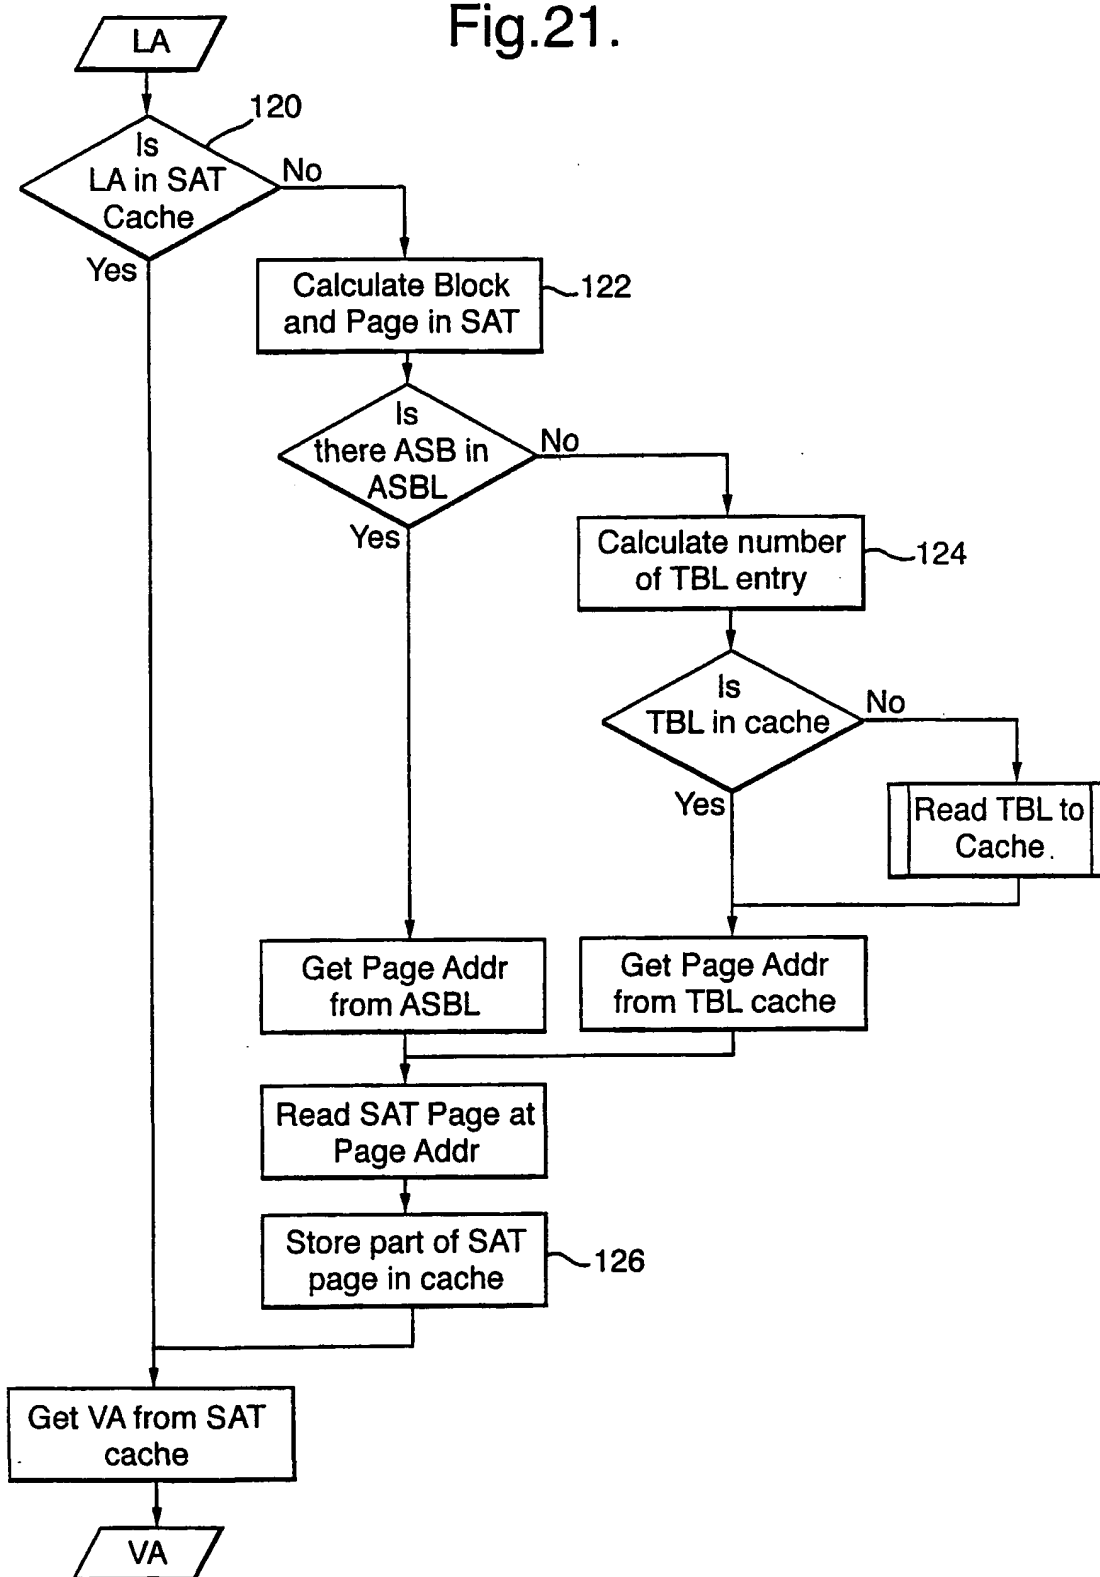 Fig.21.
LA
120
Is
LA in SAT
Cache
No
Yes
Calculate Block
and Page in SAT
122
Is
there ASB in
ASBL
No
Yes
Calculate number
of TBL entry
124
Is
TBL in cache
No
Yes
Read TBL to
Cache.
Get Page Addr
from ASBL
Get Page Addr
from TBL cache
Read SAT Page at
Page Addr
Store part of SAT
page in cache
126
Get VA from SAT
cache
VA